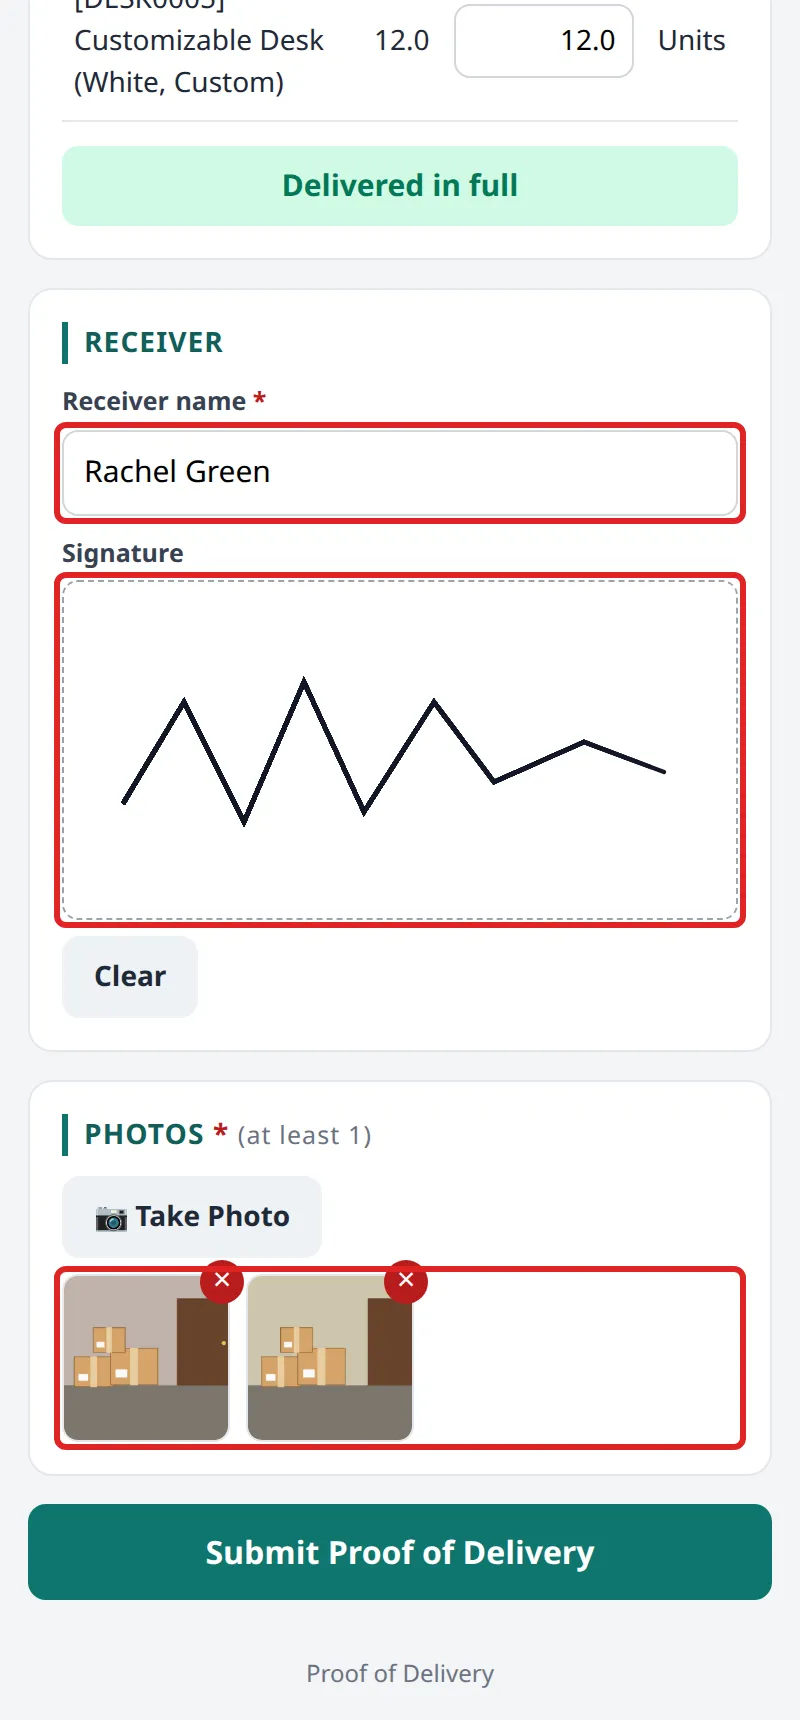 [DESK0005]
Customizable Desk 12.0 12.0 Units
(White, Custom)
Delivered in full
RECEIVER
Receiver name *
Rachel Green
Signature
Clear
PHOTOS * (at least 1)
Take Photo
Submit Proof of Delivery
Proof of Delivery